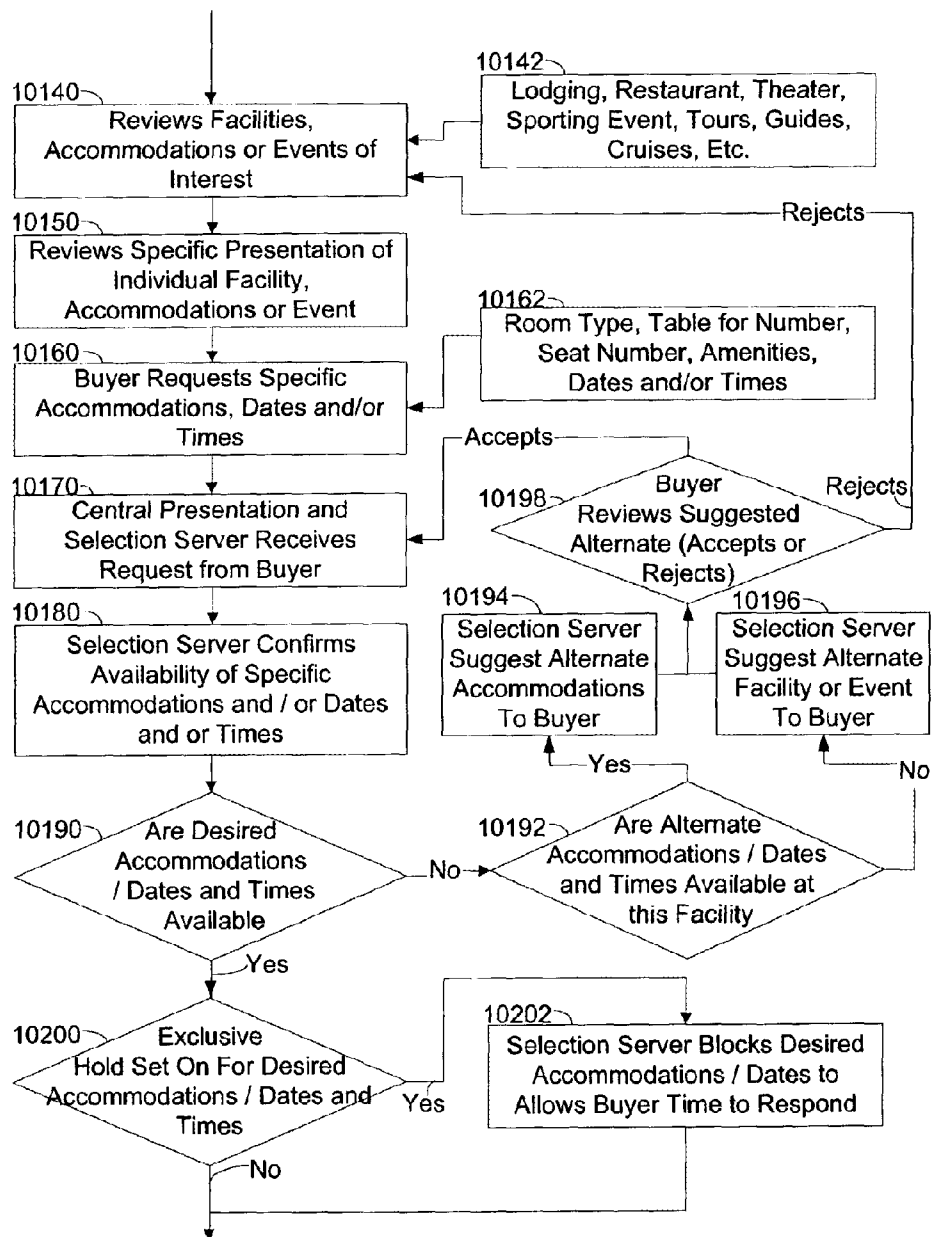 10140
Reviews Facilities,
Accommodations or Events of
Interest
10142
Lodging, Restaurant, Theater,
Sporting Event, Tours, Guides,
Cruises, Etc.
Rejects
10150
Reviews Specific Presentation of
Individual Facility,
Accommodations or Event
10162
Room Type, Table for Number,
Seat Number, Amenities,
Dates and/or Times
10160
Buyer Requests Specific
Accommodations, Dates and/or
Times
Accepts
10170
Central Presentation and
Selection Server Receives
Request from Buyer
10198
Buyer
Reviews Suggested
Alternate (Accepts or
Rejects)
Rejects
10180
Selection Server Confirms
Availability of Specific
Accommodations and / or Dates
and or Times
10194
Selection Server
Suggest Alternate
Accommodations
To Buyer
10196
Selection Server
Suggest Alternate
Facility or Event
To Buyer
Yes
No
10190
Are Desired
Accommodations
/ Dates and Times
Available
No
10192
Are Alternate
Accommodations / Dates
and Times Available at
this Facility
Yes
10200
Exclusive
Hold Set On For Desired
Accommodations / Dates and
Times
Yes
10202
Selection Server Blocks Desired
Accommodations / Dates to
Allows Buyer Time to Respond
No